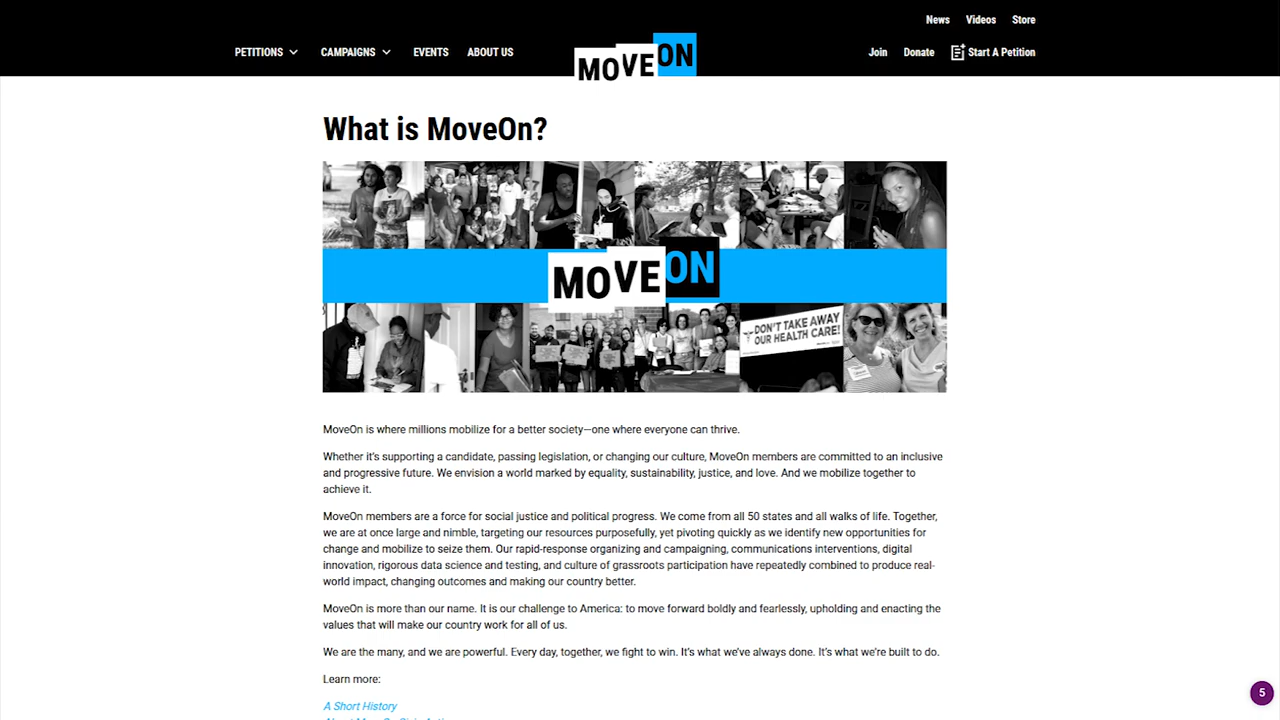 News Videos Store
PETITIONS CAMPAIGNS EVENTS ABOUT US
MOVEON
Join Donate Start A Petition
What is MoveOn?
MOVEON
DON'T TAKE AWAY
OUR HEALTH CARE!
MoveOn is where millions mobilize for a better society—one where everyone can thrive.
Whether it's supporting a candidate, passing legislation, or changing our culture, MoveOn members are committed to an inclusive
and progressive future. We envision a world marked by equality, sustainability, justice, and love. And we mobilize together to
achieve it.
MoveOn members are a force for social justice and political progress. We come from all 50 states and all walks of life. Together,
we are at once large and nimble, targeting our resources purposefully, yet pivoting quickly as we identify new opportunities for
change and mobilize to seize them. Our rapid-response organizing and campaigning, communications interventions, digital
innovation, rigorous data science and testing, and culture of grassroots participation have repeatedly combined to produce real-
world impact, changing outcomes and making our country better.
MoveOn is more than our name. It is our challenge to America: to move forward boldly and fearlessly, upholding and enacting the
values that will make our country work for all of us.
We are the many, and we are powerful. Every day, together, we fight to win. It's what we've always done. It's what we're built to do.
Learn more:
5
A Short History